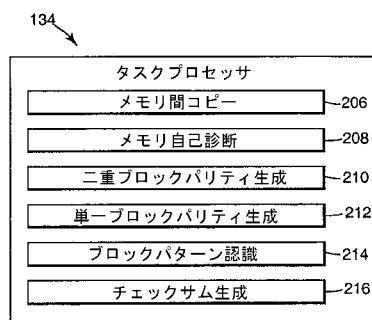 134
タスクプロセッサ
メモリ間コピー 206
メモリ自己診断 208
二重ブロックパリティ生成 210
単一ブロックパリティ生成 212
ブロックパターン認識 214
チェックサム生成 216